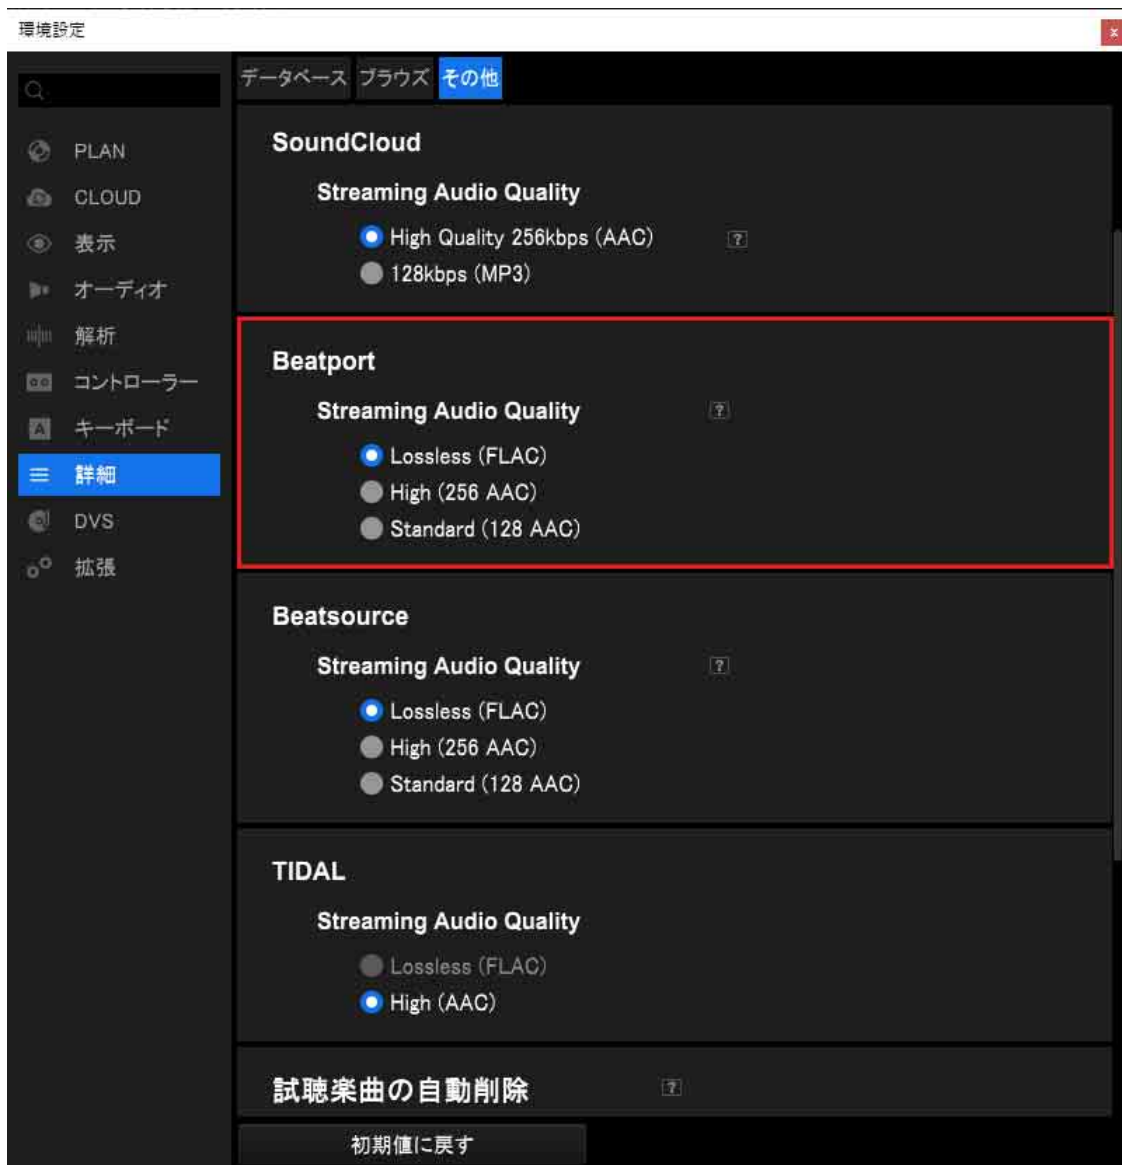 環境設定
データベース ブラウズ その他
PLAN
CLOUD
表示
オーディオ
解析
コントローラー
キーボード
詳細
DVS
拡張
SoundCloud
Streaming Audio Quality
High Quality 256kbps (AAC) ?
128kbps (MP3)
Beatport
Streaming Audio Quality ?
Lossless (FLAC)
High (256 AAC)
Standard (128 AAC)
Beatsource
Streaming Audio Quality ?
Lossless (FLAC)
High (256 AAC)
Standard (128 AAC)
TIDAL
Streaming Audio Quality
Lossless (FLAC)
High (AAC)
試聴楽曲の自動削除 ?
初期値に戻す